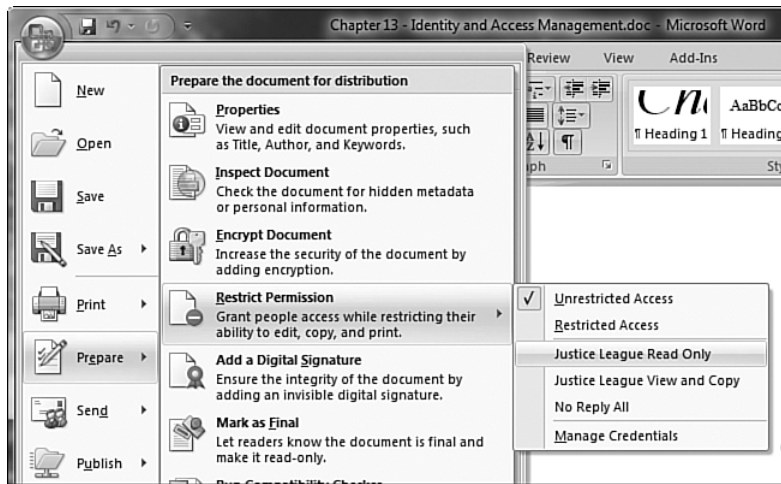 Chapter 13 - Identity and Access Management.doc - Microsoft Word
Review View Add-Ins
New
Open
Save
Save As
Print
Prepare
Send
Publish
Prepare the document for distribution
Properties
View and edit document properties, such
as Title, Author, and Keywords.
Inspect Document
Check the document for hidden metadata
or personal information.
Encrypt Document
Increase the security of the document by
adding encryption.
Restrict Permission
Grant people access while restricting their
ability to edit, copy, and print.
Add a Digital Signature
Ensure the integrity of the document by
adding an invisible digital signature.
Mark as Final
Let readers know the document is final and
make it read-only.
Run Compatibility Checker
Unrestricted Access
Restricted Access
Justice League Read Only
Justice League View and Copy
No Reply All
Manage Credentials
AaBbCc
¶ Heading 1 ¶ Heading